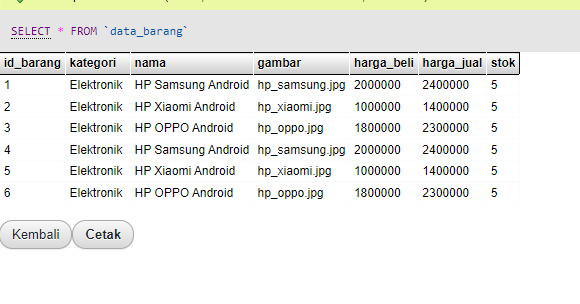 SELECT * FROM `data_barang`
id_barang kategori nama gambar harga_beli harga_jual stok
1 Elektronik HP Samsung Android hp_samsung.jpg 2000000 2400000 5
2 Elektronik HP Xiaomi Android hp_xiaomi.jpg 1000000 1400000 5
3 Elektronik HP OPPO Android hp_oppo.jpg 1800000 2300000 5
4 Elektronik HP Samsung Android hp_samsung.jpg 2000000 2400000 5
5 Elektronik HP Xiaomi Android hp_xiaomi.jpg 1000000 1400000 5
6 Elektronik HP OPPO Android hp_oppo.jpg 1800000 2300000 5
Kembali Cetak